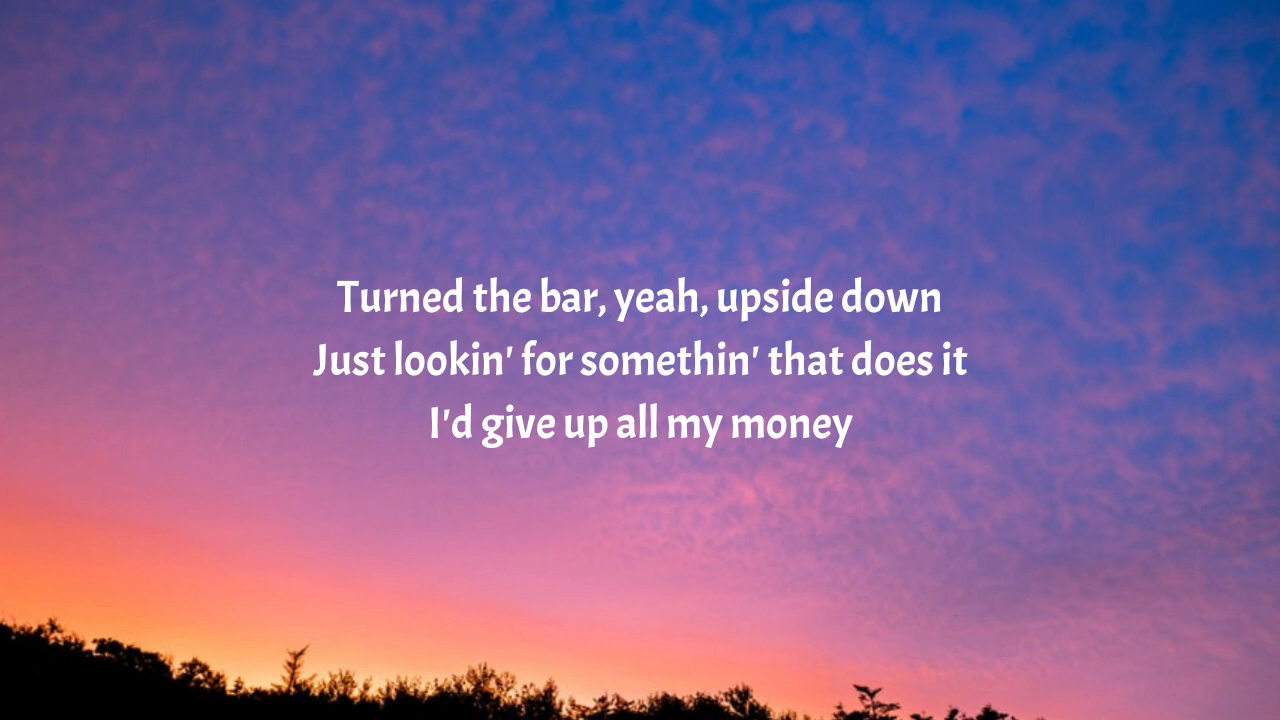 Turned the bar, yeah, upside down
Just lookin' for somethin' that does it
I'd give up all my money